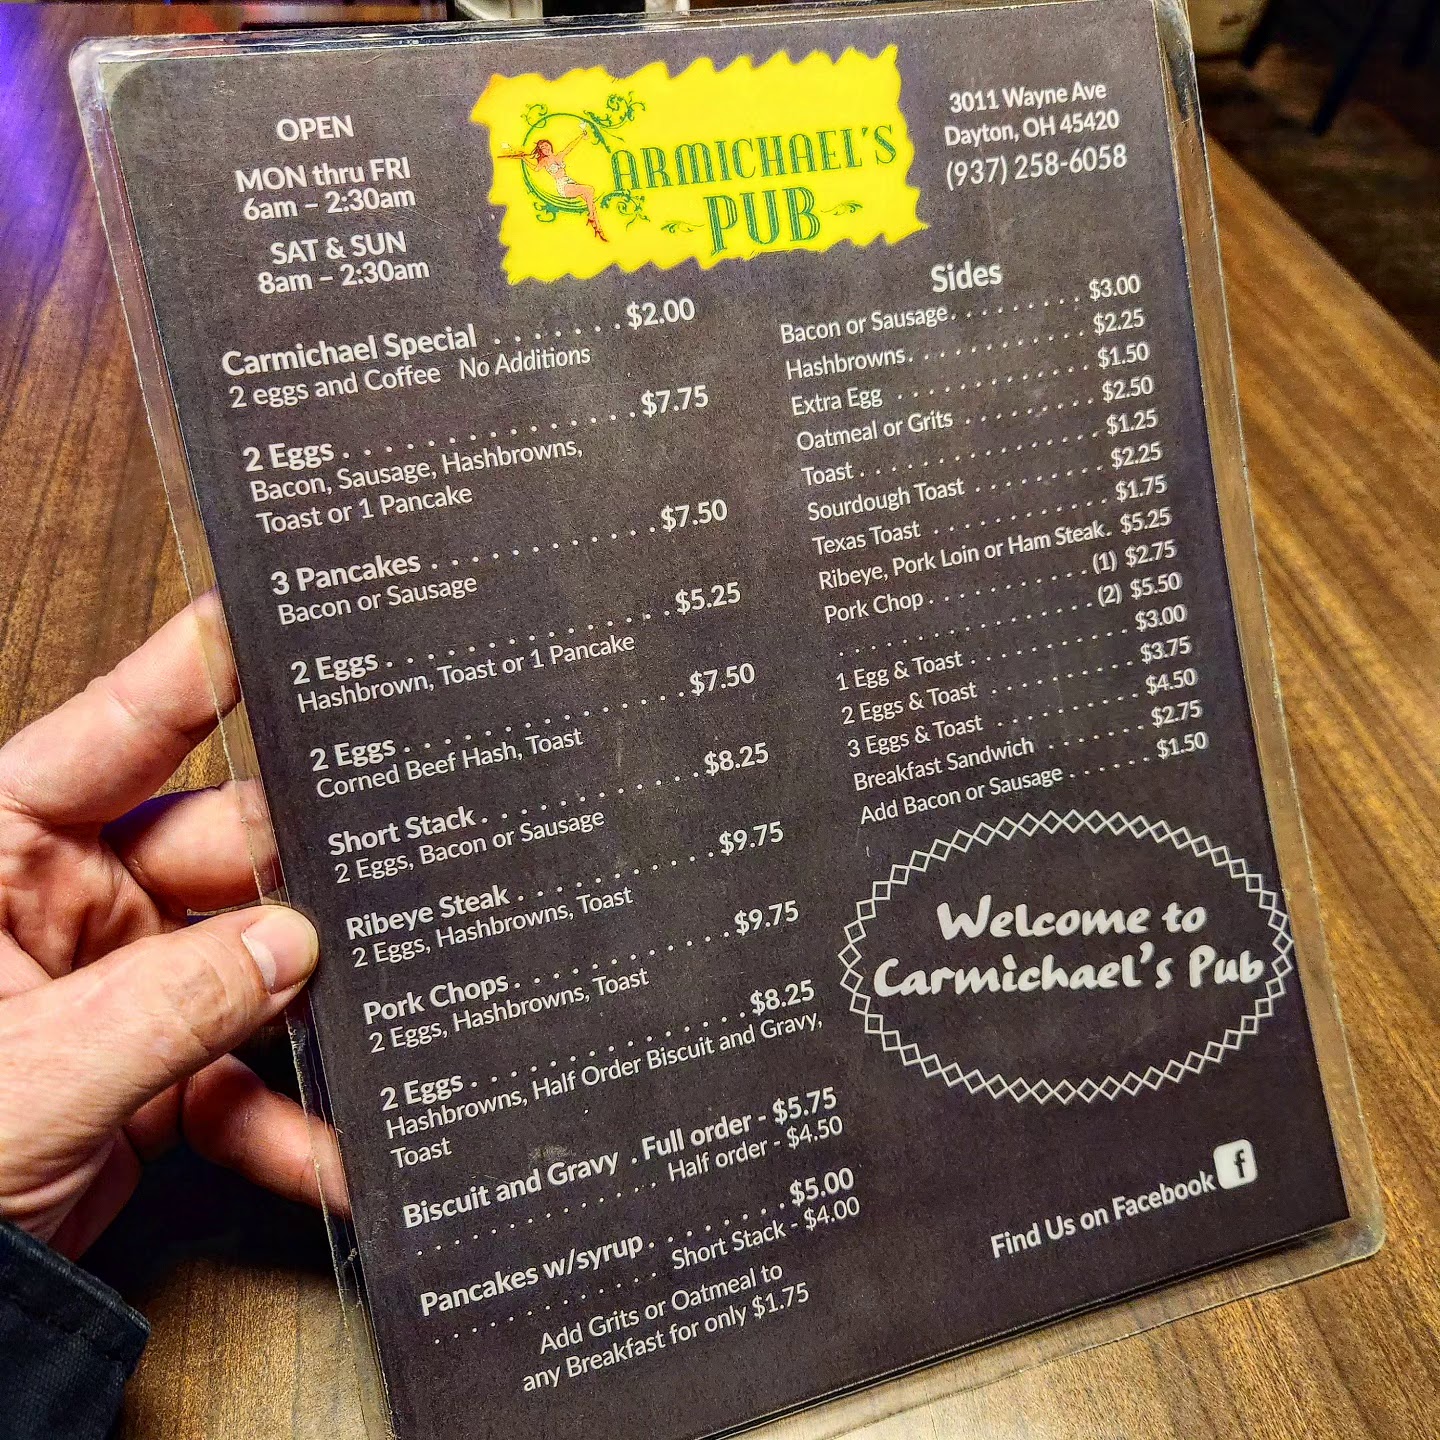 OPEN
MON thru FRI
6am – 2:30am
SAT & SUN
8am – 2:30am
CARMICHAEL'S
PUB
3011 Wayne Ave
Dayton, OH 45420
(937) 258-6058
Carmichael Special . . . . . . . $2.00
2 eggs and Coffee No Additions
2 Eggs . . . . . . . . . . . . . . . . $7.75
Bacon, Sausage, Hashbrowns,
Toast or 1 Pancake
3 Pancakes . . . . . . . . . . . . . $7.50
Bacon or Sausage
2 Eggs . . . . . . . . . . . . . . . . $5.25
Hashbrown, Toast or 1 Pancake
2 Eggs . . . . . . . . . . . . . . . . $7.50
Corned Beef Hash, Toast
Short Stack . . . . . . . . . . . . . $8.25
2 Eggs, Bacon or Sausage
Ribeye Steak . . . . . . . . . . . . $9.75
2 Eggs, Hashbrowns, Toast
Pork Chops . . . . . . . . . . . . . $9.75
2 Eggs, Hashbrowns, Toast
2 Eggs . . . . . . . . . . . . . . . . $8.25
Hashbrowns, Half Order Biscuit and Gravy,
Toast
Biscuit and Gravy . Full order - $5.75
. . . . . . . . . . . . . . Half order - $4.50
Pancakes w/syrup . . . . . . . . $5.00
. . . . . . . . . . . . . Short Stack - $4.00
Add Grits or Oatmeal to
any Breakfast for only $1.75
Sides
Bacon or Sausage . . . . . . . . $3.00
Hashbrowns . . . . . . . . . . . . $2.25
Extra Egg . . . . . . . . . . . . . . $1.50
Oatmeal or Grits . . . . . . . . . $2.50
Toast . . . . . . . . . . . . . . . . . $1.25
Sourdough Toast . . . . . . . . . $2.25
Texas Toast . . . . . . . . . . . . . $1.75
Ribeye, Pork Loin or Ham Steak . $5.25
Pork Chop . . . . . . . . . . . (1) $2.75
. . . . . . . . . . . . . . . . . . (2) $5.50
1 Egg & Toast . . . . . . . . . . . $3.00
2 Eggs & Toast . . . . . . . . . . $3.75
3 Eggs & Toast . . . . . . . . . . $4.50
Breakfast Sandwich . . . . . . . $2.75
Add Bacon or Sausage . . . . . . $1.50
Welcome to
Carmichael's Pub
Find Us on Facebook f